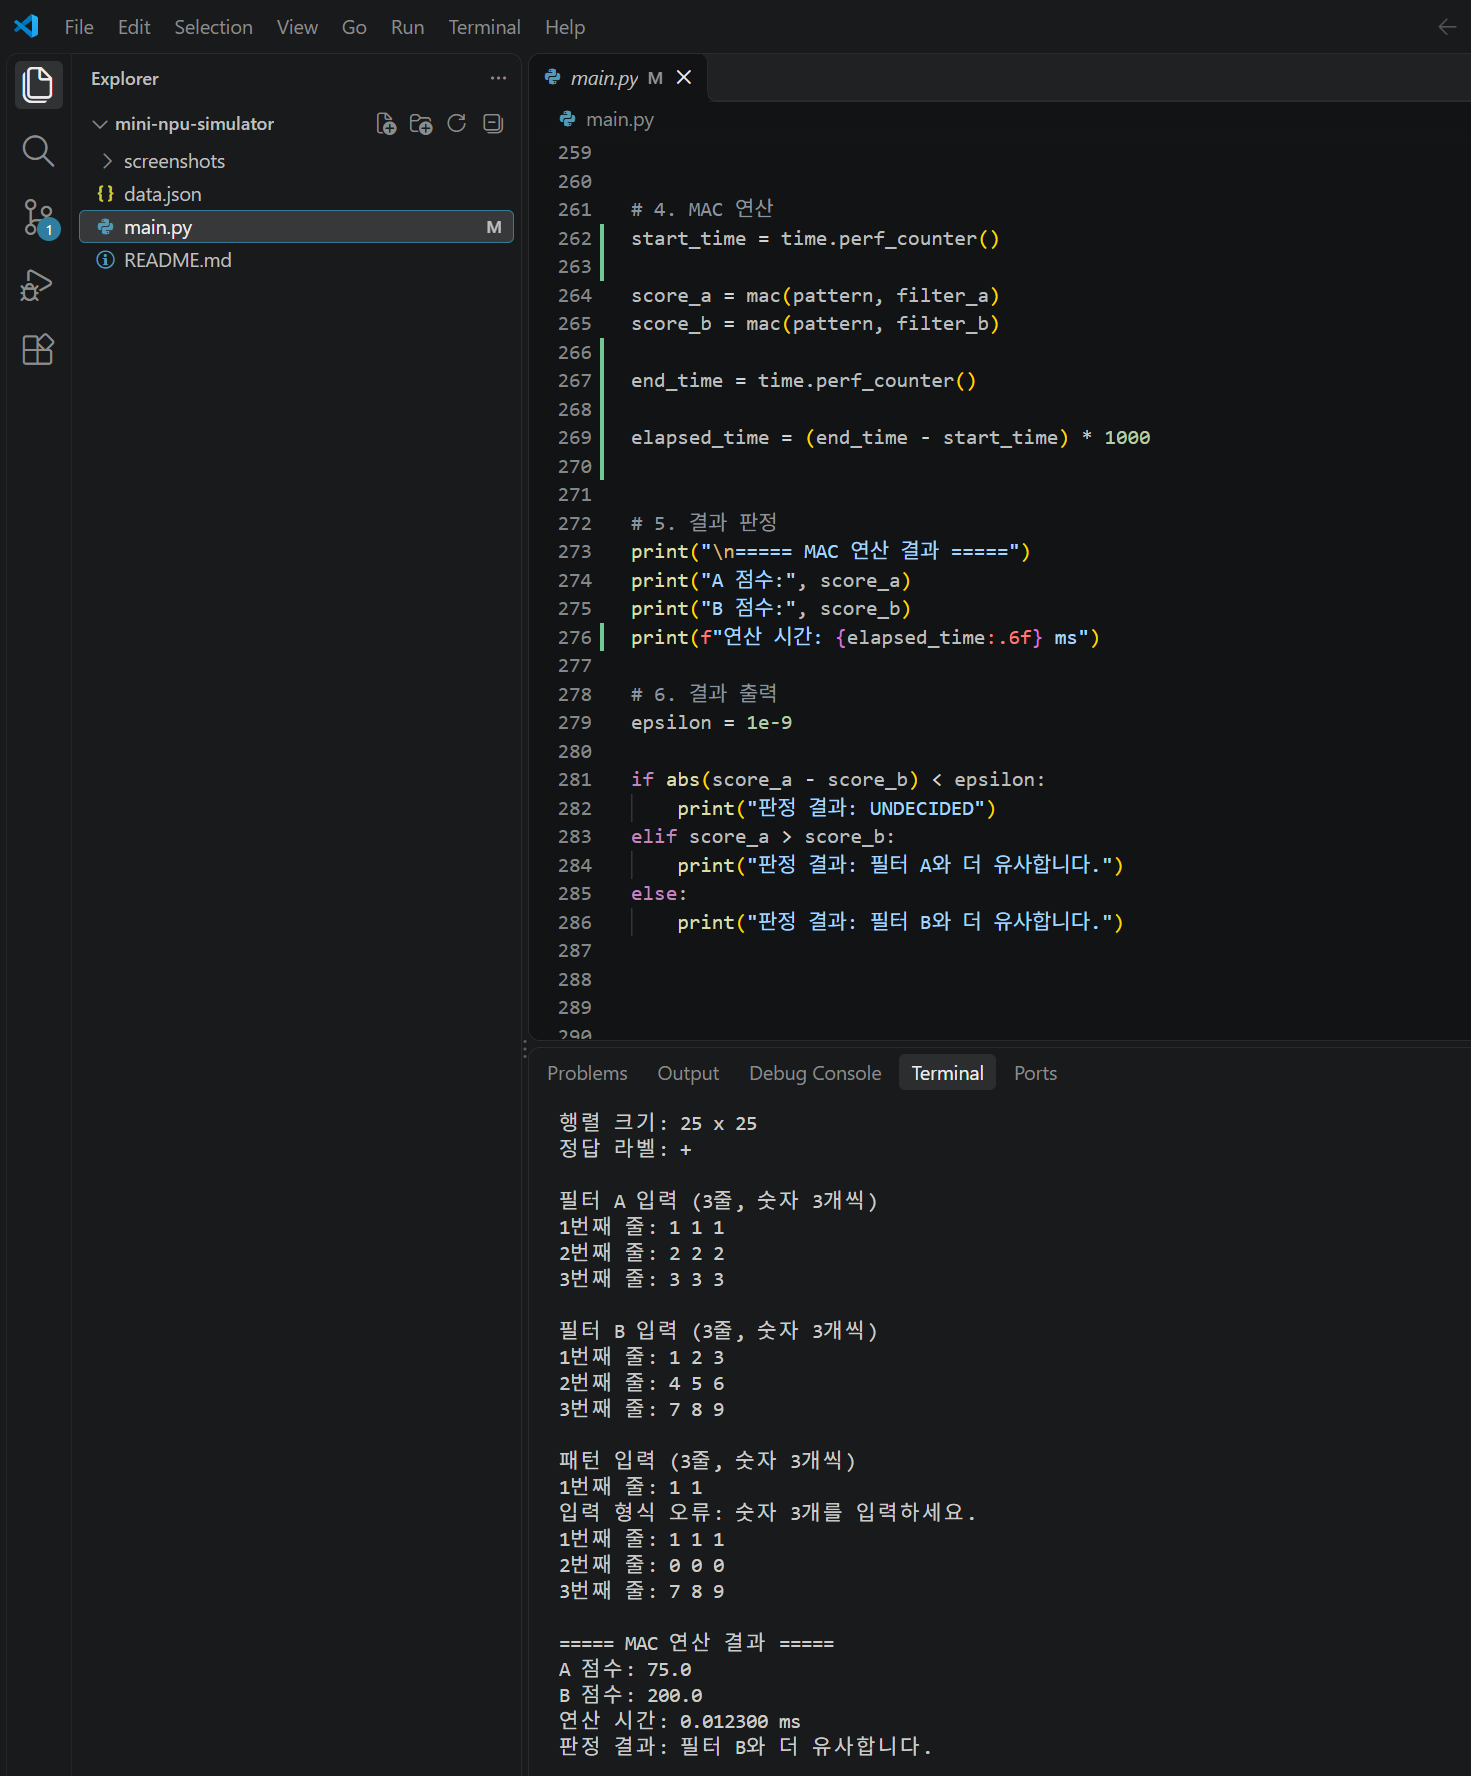 File Edit Selection View Go Run Terminal Help
Explorer
mini-npu-simulator
screenshots
data.json
main.py M
README.md
1
main.py M
main.py
259
260
261 # 4. MAC 연산
262 start_time = time.perf_counter()
263
264 score_a = mac(pattern, filter_a)
265 score_b = mac(pattern, filter_b)
266
267 end_time = time.perf_counter()
268
269 elapsed_time = (end_time - start_time) * 1000
270
271
272 # 5. 결과 판정
273 print("\n===== MAC 연산 결과 =====")
274 print("A 점수:", score_a)
275 print("B 점수:", score_b)
276 print(f"연산 시간: {elapsed_time:.6f} ms")
277
278 # 6. 결과 출력
279 epsilon = 1e-9
280
281 if abs(score_a - score_b) < epsilon:
282     print("판정 결과: UNDECIDED")
283 elif score_a > score_b:
284     print("판정 결과: 필터 A와 더 유사합니다.")
285 else:
286     print("판정 결과: 필터 B와 더 유사합니다.")
287
288
289
290
Problems Output Debug Console Terminal Ports
행렬 크기: 25 x 25
정답 라벨: +
필터 A 입력 (3줄, 숫자 3개씩)
1번째 줄: 1 1 1
2번째 줄: 2 2 2
3번째 줄: 3 3 3
필터 B 입력 (3줄, 숫자 3개씩)
1번째 줄: 1 2 3
2번째 줄: 4 5 6
3번째 줄: 7 8 9
패턴 입력 (3줄, 숫자 3개씩)
1번째 줄: 1 1
입력 형식 오류: 숫자 3개를 입력하세요.
1번째 줄: 1 1 1
2번째 줄: 0 0 0
3번째 줄: 7 8 9
===== MAC 연산 결과 =====
A 점수: 75.0
B 점수: 200.0
연산 시간: 0.012300 ms
판정 결과: 필터 B와 더 유사합니다.